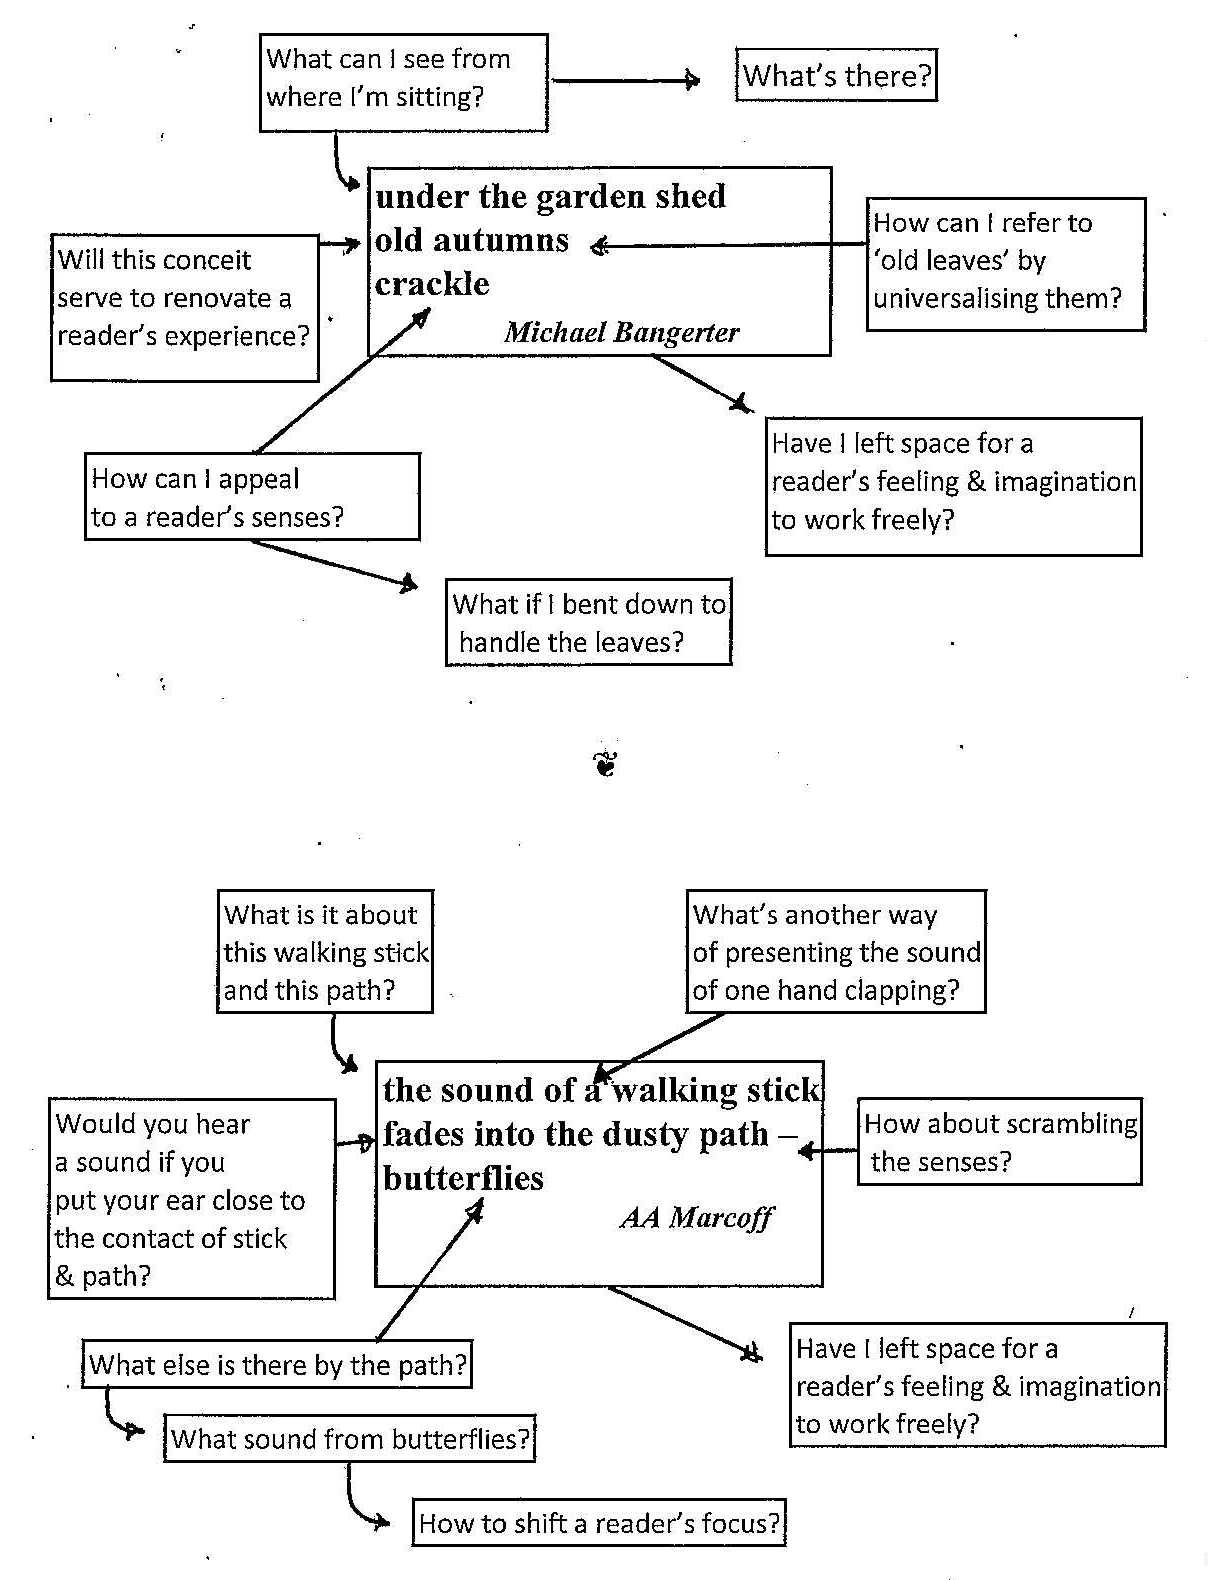 What can I see from
where I'm sitting?
What's there?
under the garden shed
old autumns
crackle
Michael Bangerter
How can I refer to
‘old leaves’ by
universalising them?
Will this conceit
serve to renovate a
reader's experience?
Have I left space for a
reader's feeling & imagination
to work freely?
How can I appeal
to a reader's senses?
What if I bent down to
handle the leaves?
What is it about
this walking stick
and this path?
What's another way
of presenting the sound
of one hand clapping?
the sound of a walking stick
fades into the dusty path –
butterflies
AA Marcoff
Would you hear
a sound if you
put your ear close to
the contact of stick
& path?
How about scrambling
the senses?
What else is there by the path?
Have I left space for a
reader's feeling & imagination
to work freely?
What sound from butterflies?
How to shift a reader's focus?